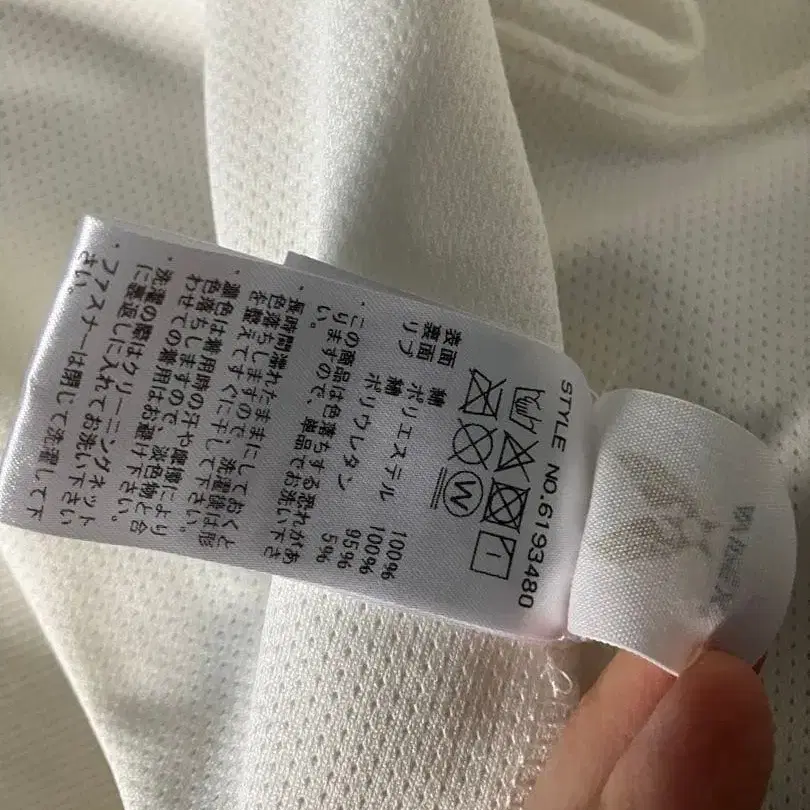 STYLE NO.6193480
W
表面 綿 100%
裏面 ポリエステル 100%
リブ 綿 95%
ポリウレタン 5%
・この商品は色落ちする恐れがあ
りますので、単品でお洗い下さ
い。
・長時間濡れたままにしておくと
色落ちしますので、洗濯後は形
を整えてすぐに干して下さい。
・濃色は着用時の汗や摩擦により
色落ちしますので、淡色物と合
わせての着用はお避け下さい。
・洗濯の際はクリーニングネット
に裏返しに入れてお洗い下さい
・ファスナーは閉じて洗濯して下
さい。